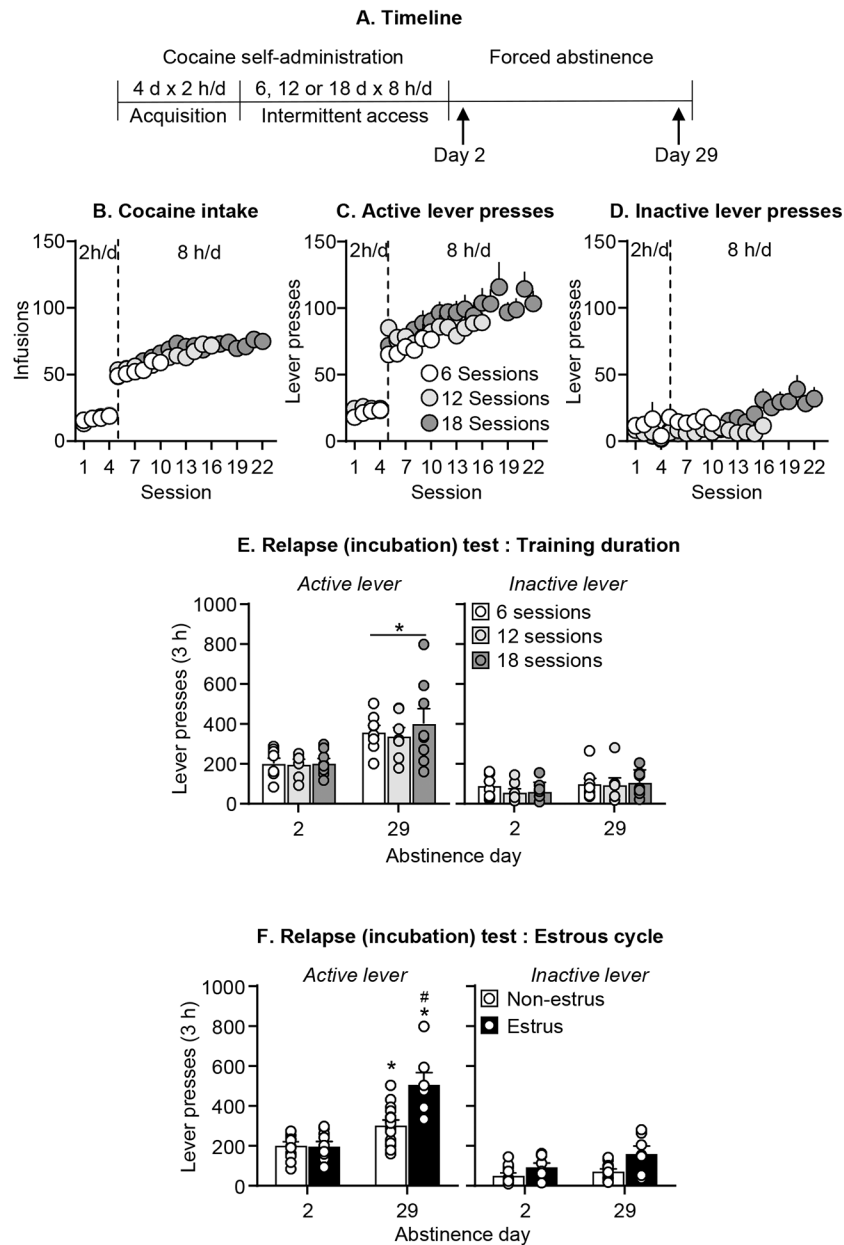 A. Timeline
Cocaine self-administration
Forced abstinence
4 d x 2 h/d
6, 12 or 18 d x 8 h/d
Acquisition
Intermittent access
Day 2
Day 29
B. Cocaine intake
150
100
50
0
2h/d
8 h/d
Infusions
1 4 7 10 13 16 19 22
Session
C. Active lever presses
150
100
50
0
2h/d
8 h/d
Lever presses
6 Sessions
12 Sessions
18 Sessions
1 4 7 10 13 16 19 22
Session
D. Inactive lever presses
150
100
50
0
2h/d
8 h/d
Lever presses
1 4 7 10 13 16 19 22
Session
E. Relapse (incubation) test : Training duration
Active lever
Inactive lever
1000
800
600
400
200
0
Lever presses (3 h)
*
6 sessions
12 sessions
18 sessions
2 29 2 29
Abstinence day
F. Relapse (incubation) test : Estrous cycle
Active lever
Inactive lever
1000
800
600
400
200
0
Lever presses (3 h)
#
*
*
Non-estrus
Estrus
2 29 2 29
Abstinence day